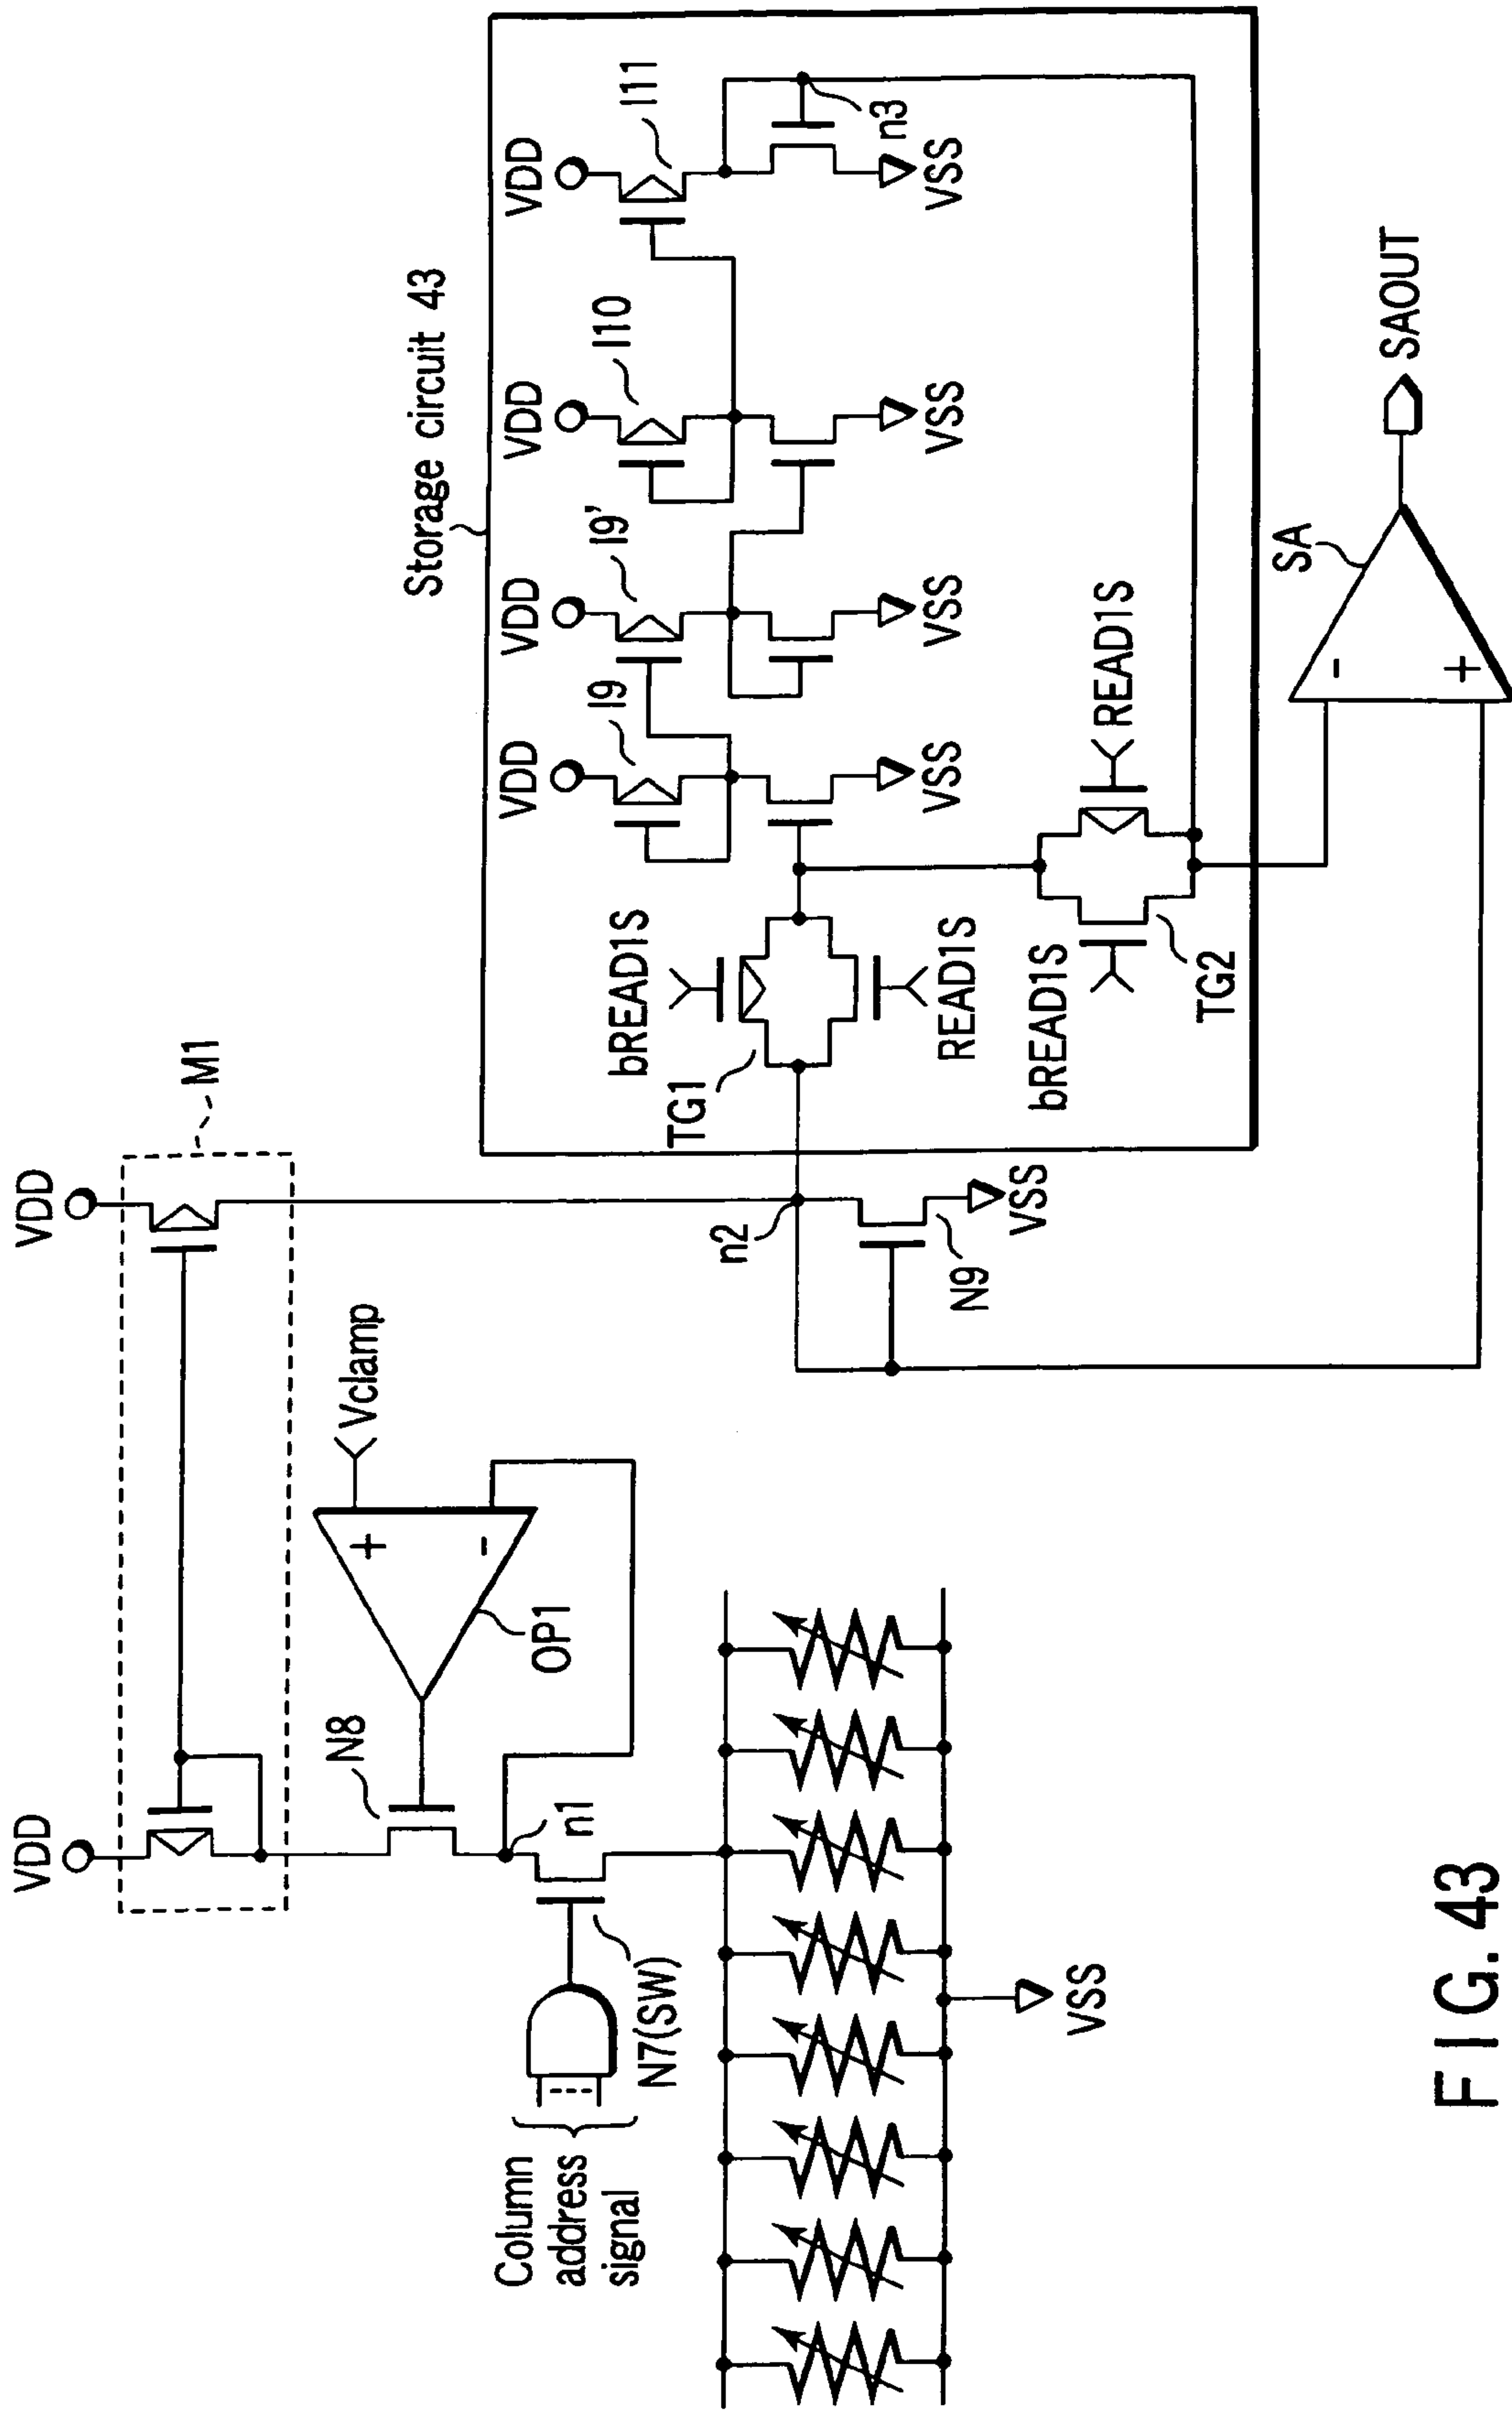 VDD
VDD
M1
N8
Vclamp
+
-
OP1
n1
N7(SW)
Column
address
signal
VSS
n2
N9
VSS
Storage circuit 43
VDD
VDD
VDD
VDD
I9
I9'
I10
I11
n3
VSS
VSS
VSS
VSS
bREAD1S
READ1S
TG1
bREAD1S
READ1S
TG2
SA
-
+
SAOUT
FIG. 43